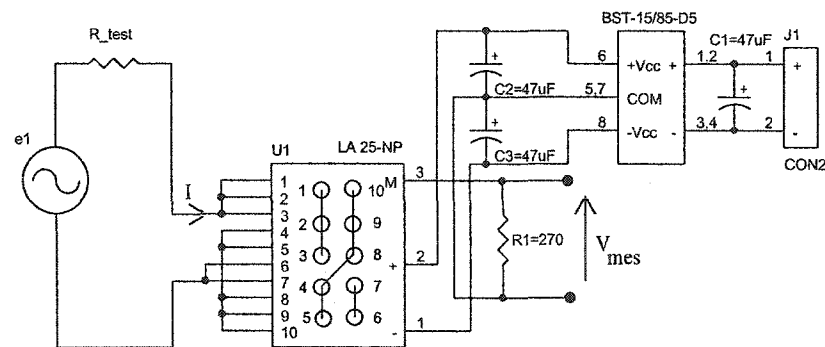 BST-15/85-D5
R_test
C1=47uF
J1
+
6
+Vcc
+
1,2
1
+
C2=47uF
5,7
COM
+
e1
+
8
-Vcc
-
3,4
2
-
C3=47uF
CON2
U1
LA 25-NP
I
1
2
3
4
5
6
7
8
9
10
1
2
3
4
5
10
9
8
7
6
M
+
-
3
2
1
R1=270
Vmes